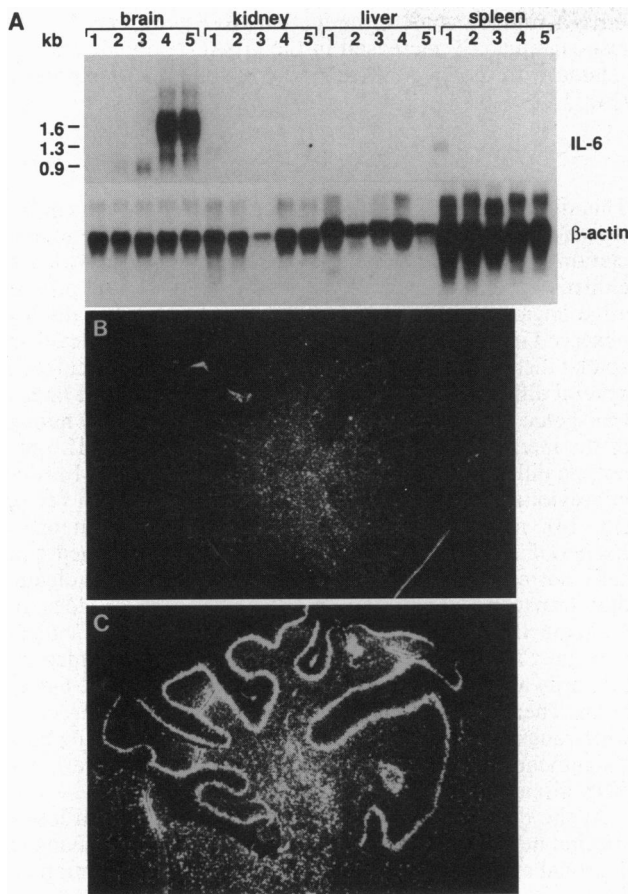 A
brain kidney liver spleen
kb 1 2 3 4 5 1 2 3 4 5 1 2 3 4 5 1 2 3 4 5
1.6
1.3 IL-6
0.9
β-actin
B
C